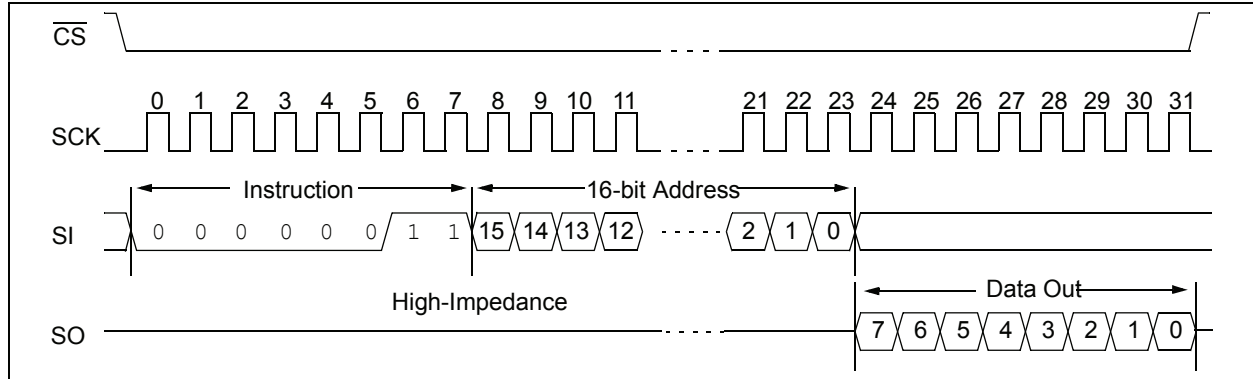 CS
0 1 2 3 4 5 6 7 8 9 10 11 21 22 23 24 25 26 27 28 29 30 31
SCK
Instruction 16-bit Address
SI 0 0 0 0 0 0 1 1 15 14 13 12 2 1 0
High-Impedance Data Out
SO 7 6 5 4 3 2 1 0